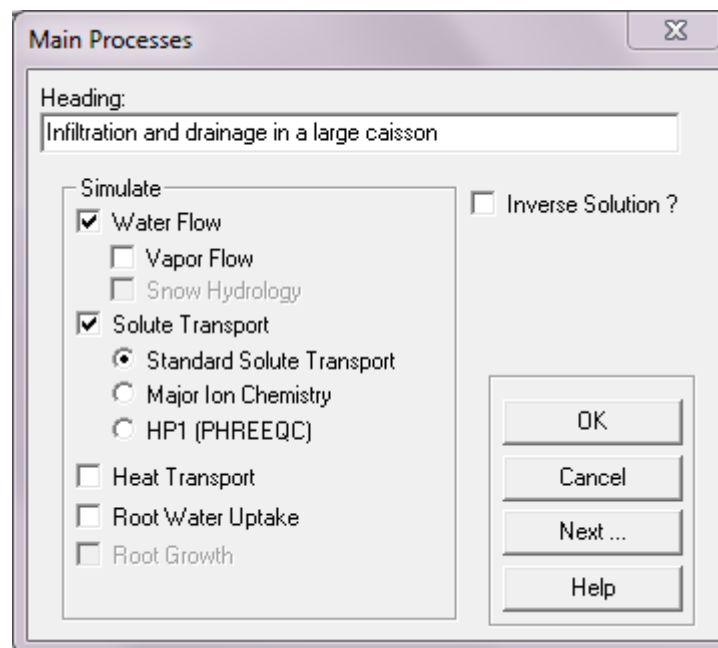 Main Processes
Heading:
Infiltration and drainage in a large caisson
Simulate
Water Flow
Inverse Solution ?
Vapor Flow
Snow Hydrology
Solute Transport
Standard Solute Transport
Major Ion Chemistry
HP1 (PHREEQC)
Heat Transport
Root Water Uptake
Root Growth
OK
Cancel
Next ...
Help